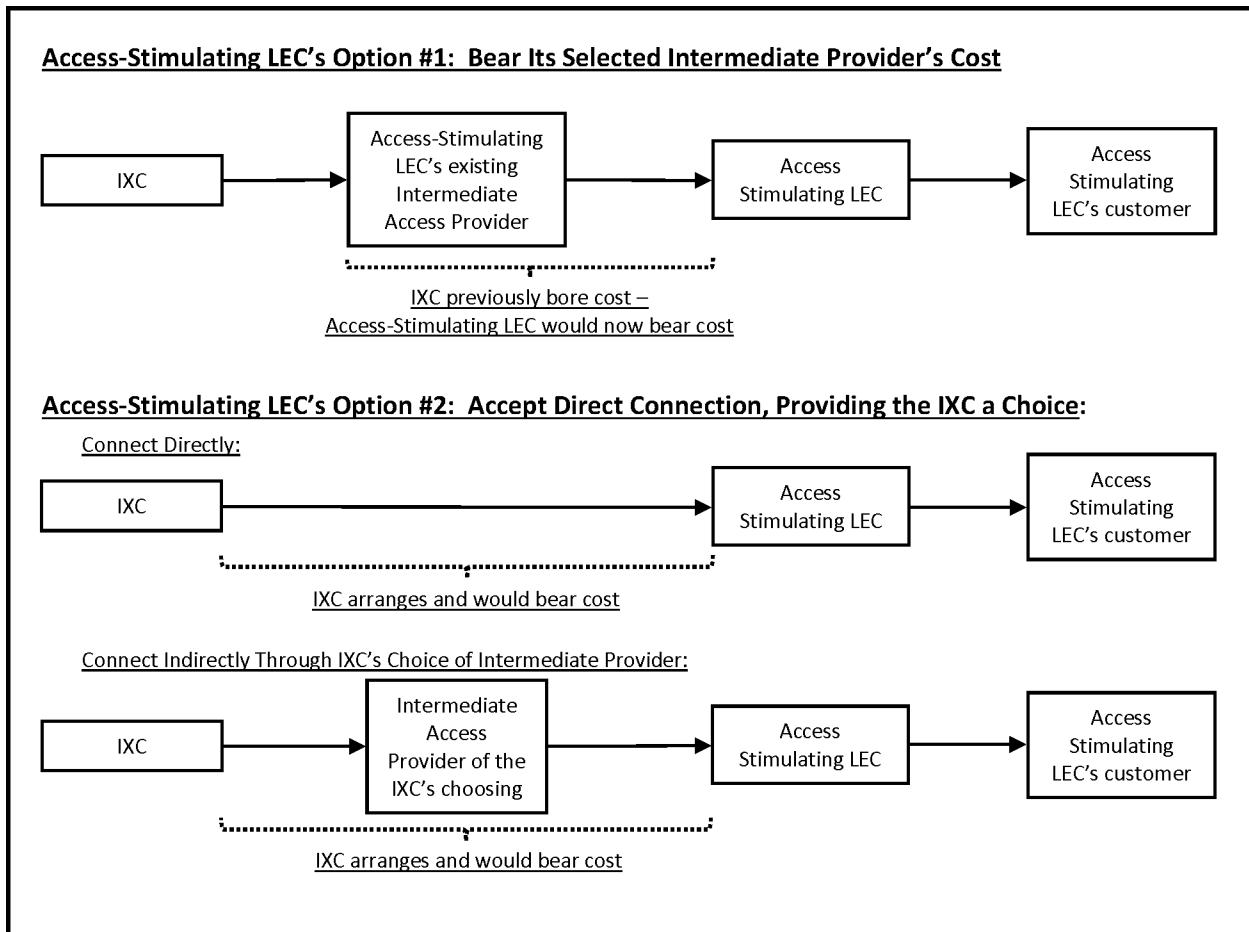 Access-Stimulating LEC's Option #1: Bear Its Selected Intermediate Provider's Cost
IXC
Access-Stimulating
LEC's existing
Intermediate
Access Provider
Access
Stimulating LEC
Access
Stimulating
LEC's customer
IXC previously bore cost –
Access-Stimulating LEC would now bear cost
Access-Stimulating LEC's Option #2: Accept Direct Connection, Providing the IXC a Choice:
Connect Directly:
IXC
Access
Stimulating LEC
Access
Stimulating
LEC's customer
IXC arranges and would bear cost
Connect Indirectly Through IXC's Choice of Intermediate Provider:
IXC
Intermediate
Access
Provider of the
IXC's choosing
Access
Stimulating LEC
Access
Stimulating
LEC's customer
IXC arranges and would bear cost